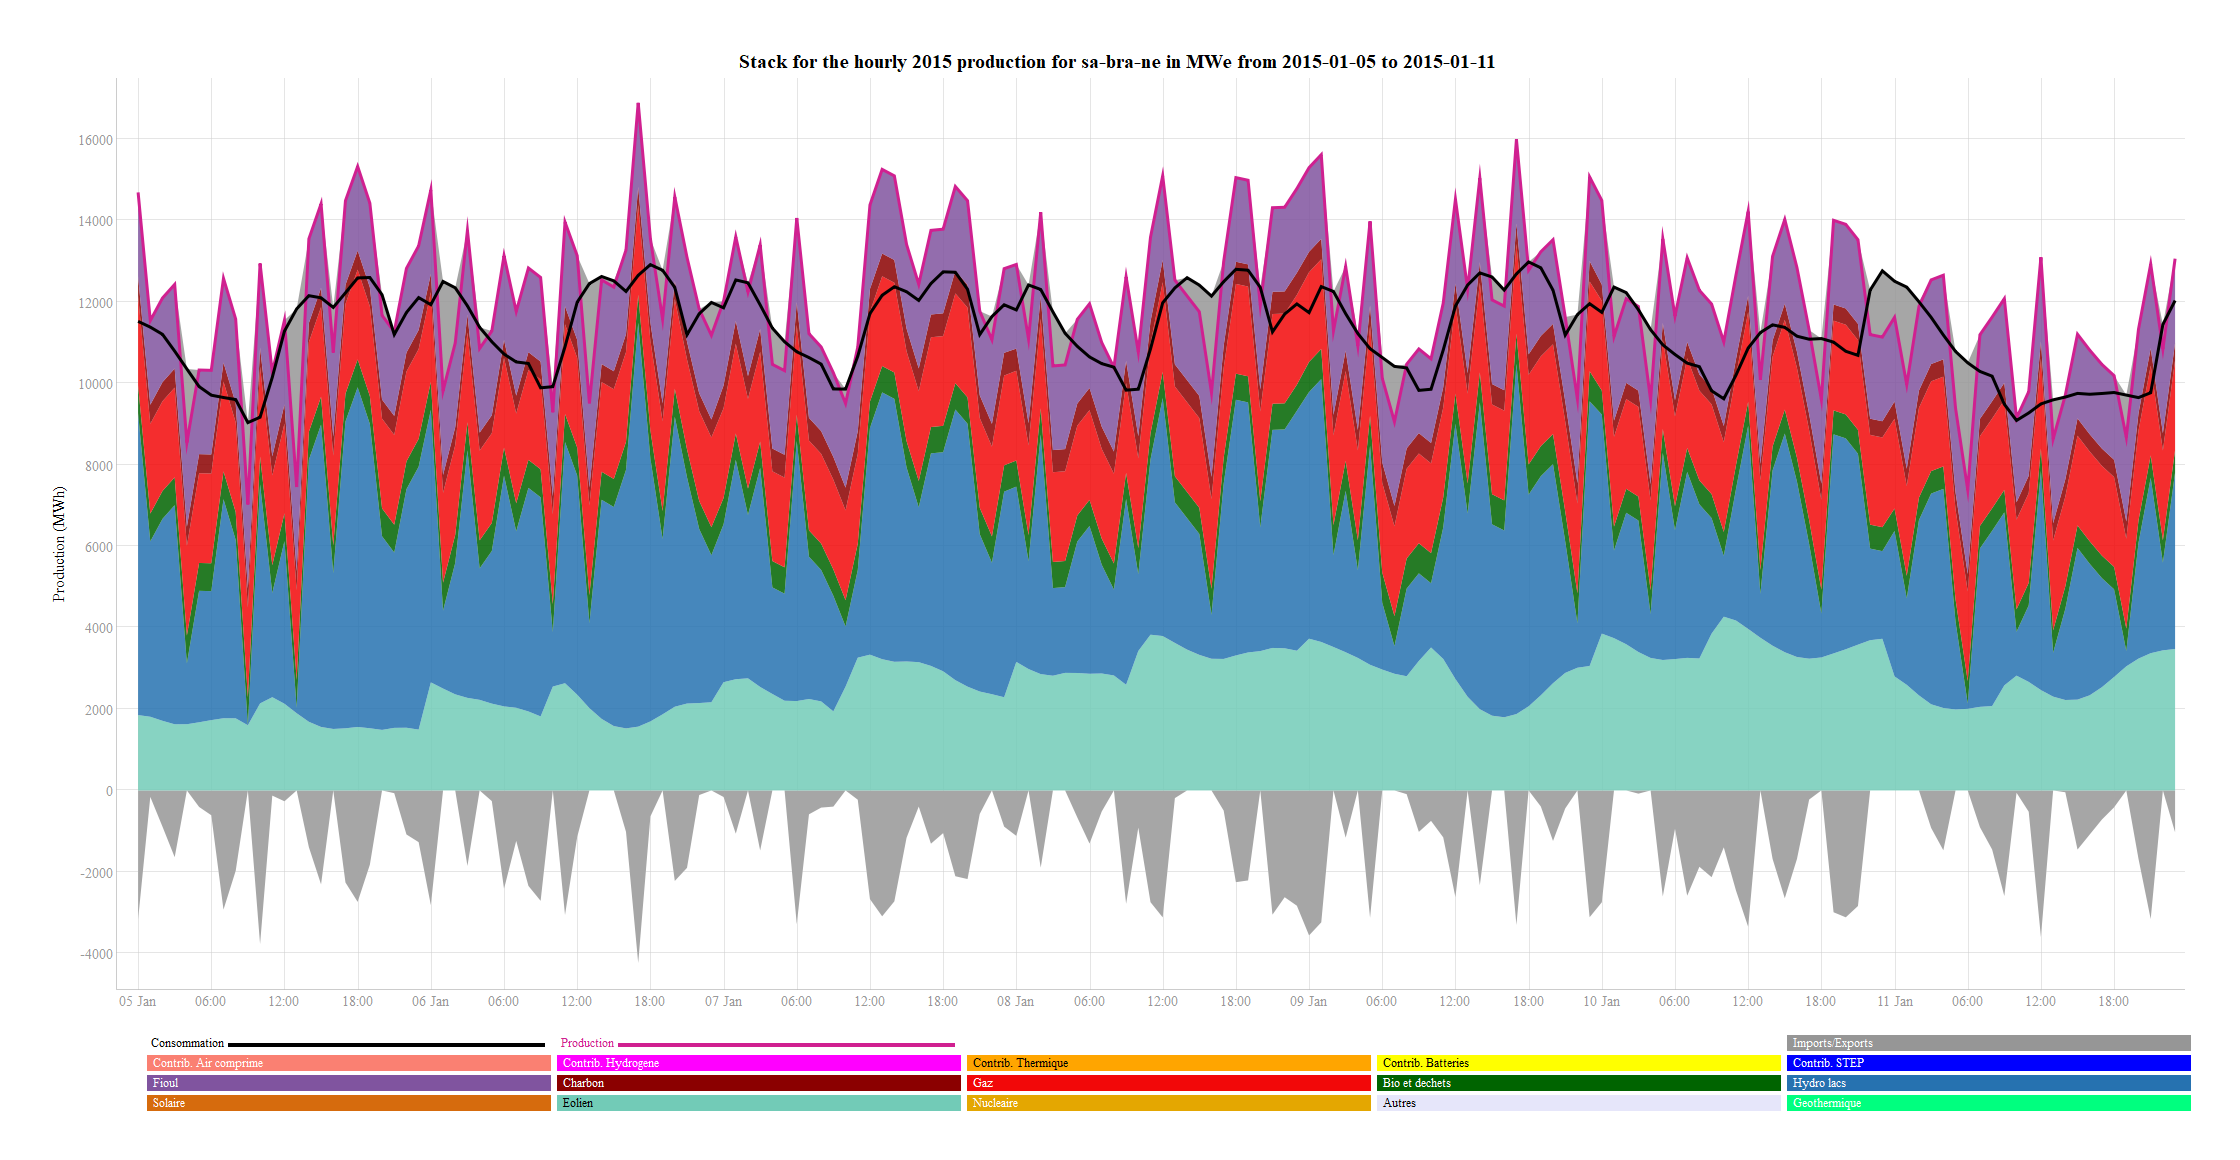 Stack for the hourly 2015 production for sa-bra-ne in MWe from 2015-01-05 to 2015-01-11
Production (MWh)
16000
14000
12000
10000
8000
6000
4000
2000
0
-2000
-4000
05 Jan 06:00 12:00 18:00 06 Jan 06:00 12:00 18:00 07 Jan 06:00 12:00 18:00 08 Jan 06:00 12:00 18:00 09 Jan 06:00 12:00 18:00 10 Jan 06:00 12:00 18:00 11 Jan 06:00 12:00 18:00
Consommation Production Imports/Exports
Contrib. Air comprime Contrib. Hydrogene Contrib. Thermique Contrib. Batteries Contrib. STEP
Fioul Charbon Gaz Bio et dechets Hydro lacs
Solaire Eolien Nucleaire Autres Geothermique